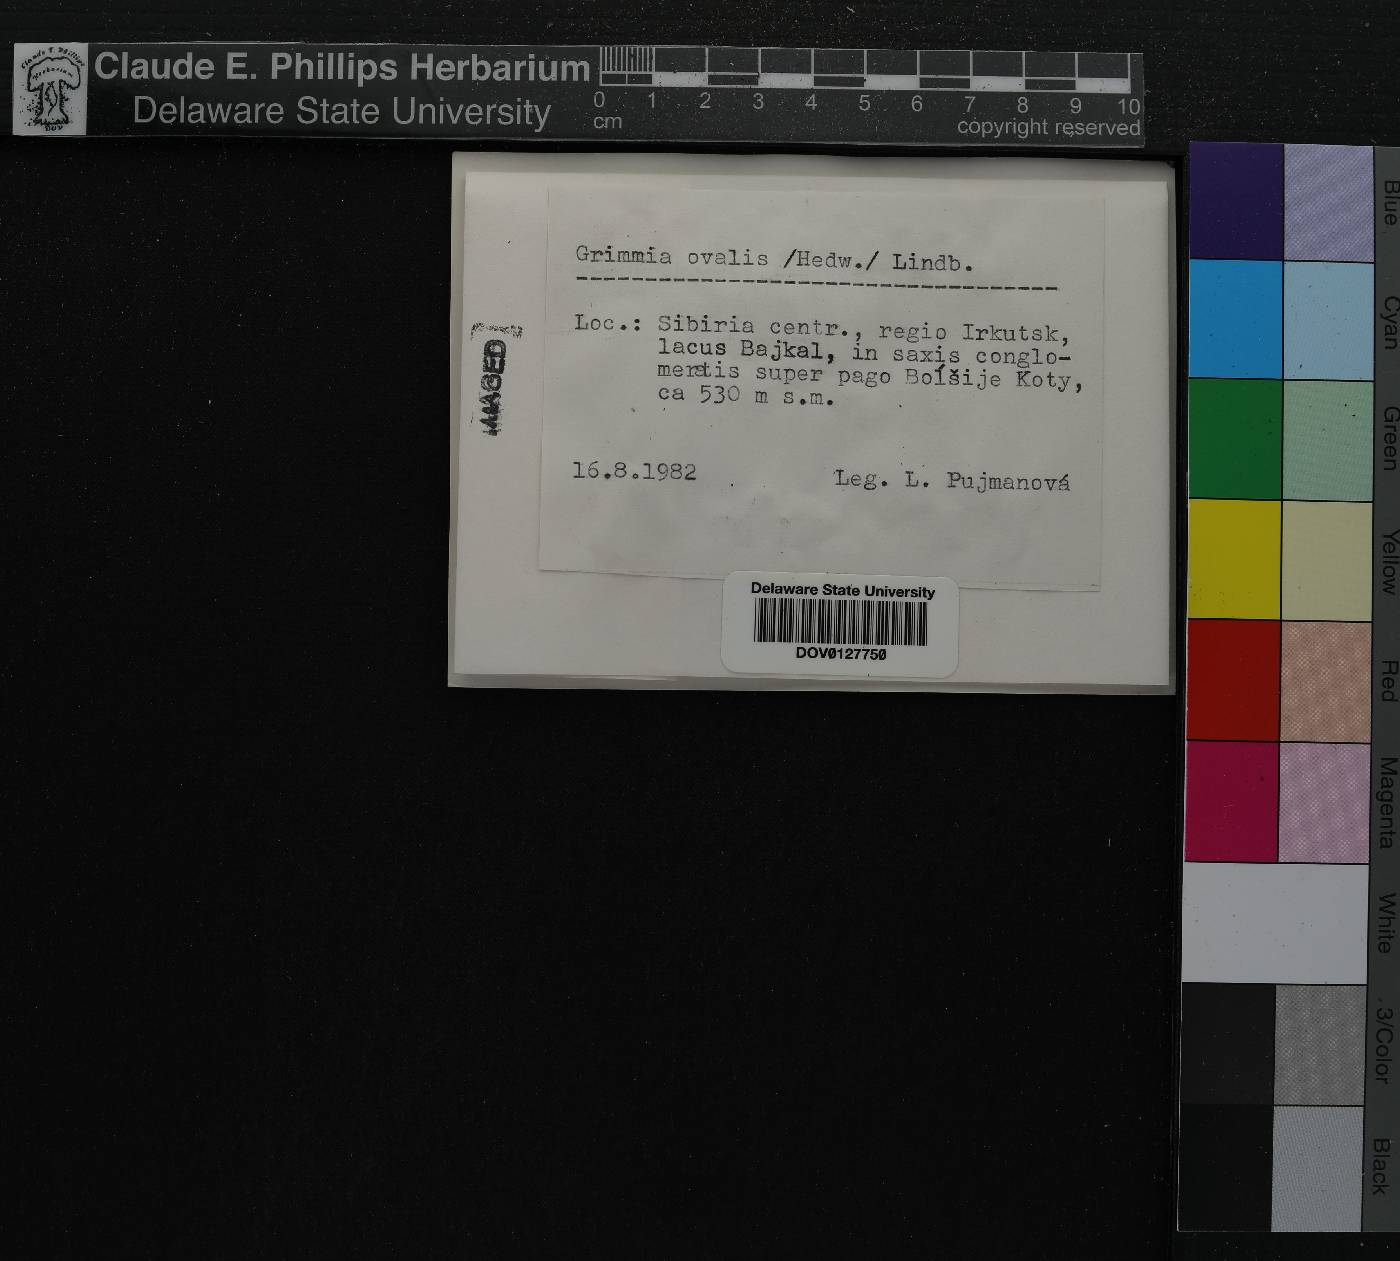 Claude E. Phillips Herbarium
Delaware State University
0 1 2 3 4 5 6 7 8 9 10
cm
copyright reserved
Grimmia ovalis /Hedw./ Lindb.
Loc.: Sibiria centr., regio Irkutsk,
lacus Bajkal, in saxis conglo-
meratis super pago Bolšije Koty,
ca 530 m s.m.
16.8.1982 Leg. L. Pujmanová
IMAGED
Delaware State University
DOV0127750
Blue
Cyan
Green
Yellow
Red
Magenta
White
3/Color
Black